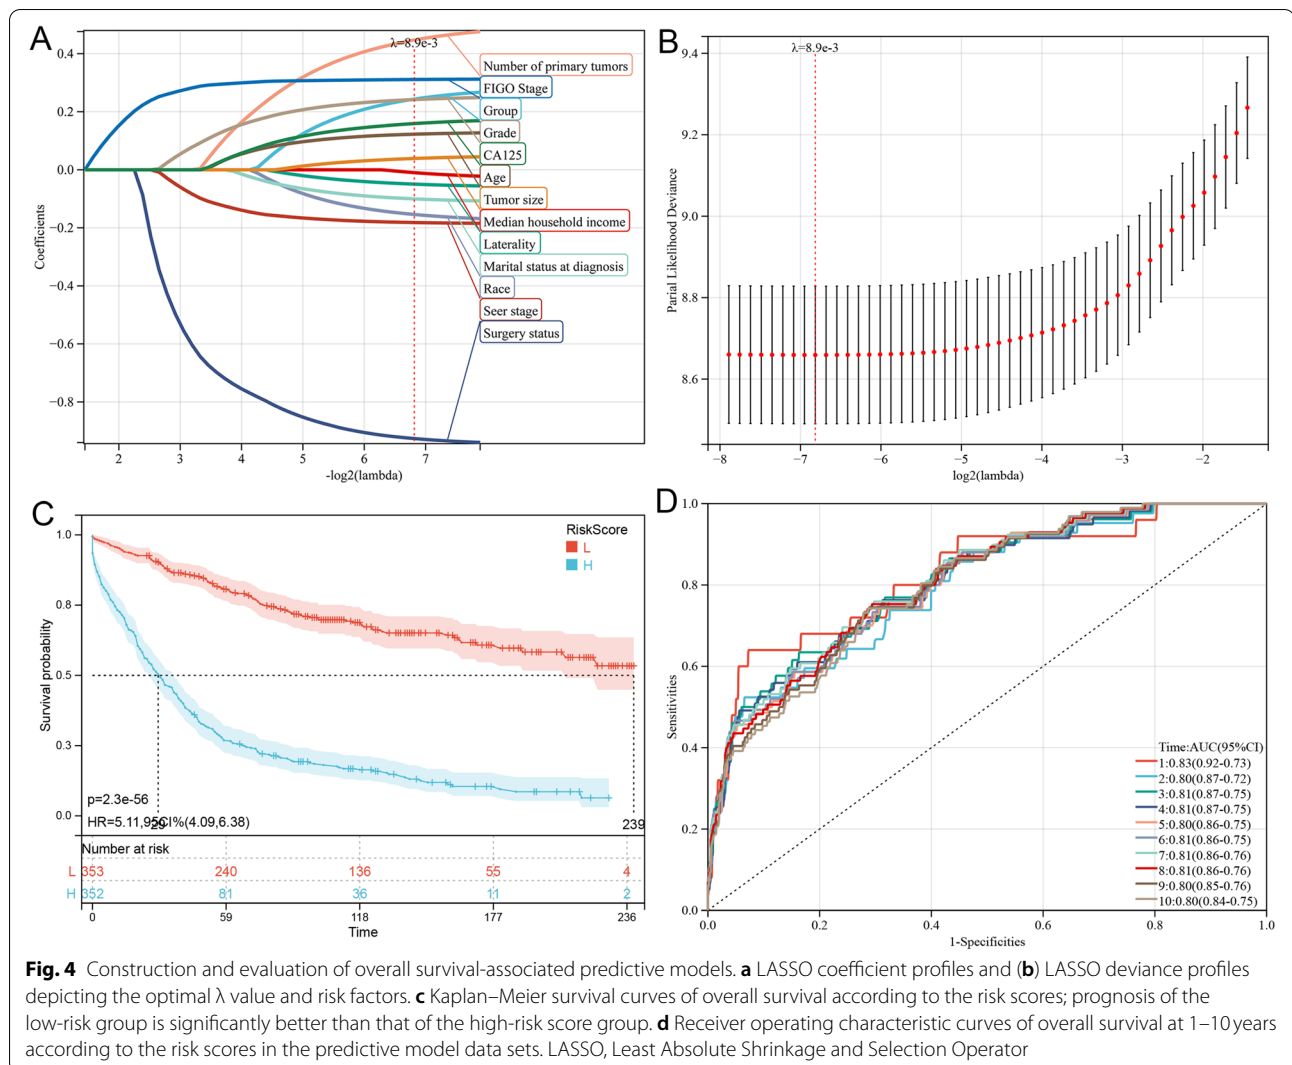 A
λ=8.9e-3
0.4
0.2
0.0
−0.2
−0.4
−0.6
−0.8
Coefficients
Number of primary tumors
FIGO Stage
Group
Grade
CA125
Age
Tumor size
Median household income
Laterality
Marital status at diagnosis
Race
Seer stage
Surgery status
2 3 4 5 6 7
-log2(lambda)
B
λ=8.9e-3
9.4
9.2
9.0
8.8
8.6
Parial Likelihood Deviance
−8 −7 −6 −5 −4 −3 −2
log2(lambda)
C
RiskScore
L
H
1.0
0.8
0.5
0.3
0.0
Survival probability
p=2.3e-56
HR=5.11,95CI%(4.09,6.38)
29
239
Number at risk
L 353 240 136 55 4
H 352 81 36 11 2
0 59 118 177 236
Time
D
1.0
0.8
0.6
0.4
0.2
0.0
Sensitivities
Time:AUC(95%CI)
1:0.83(0.92-0.73)
2:0.80(0.87-0.72)
3:0.81(0.87-0.75)
4:0.81(0.87-0.75)
5:0.80(0.86-0.75)
6:0.81(0.86-0.75)
7:0.81(0.86-0.76)
8:0.81(0.86-0.76)
9:0.80(0.85-0.76)
10:0.80(0.84-0.75)
0.0 0.2 0.4 0.6 0.8 1.0
1-Specificities
Fig. 4 Construction and evaluation of overall survival-associated predictive models. a LASSO coefficient profiles and (b) LASSO deviance profiles
depicting the optimal λ value and risk factors. c Kaplan–Meier survival curves of overall survival according to the risk scores; prognosis of the
low-risk group is significantly better than that of the high-risk score group. d Receiver operating characteristic curves of overall survival at 1–10 years
according to the risk scores in the predictive model data sets. LASSO, Least Absolute Shrinkage and Selection Operator